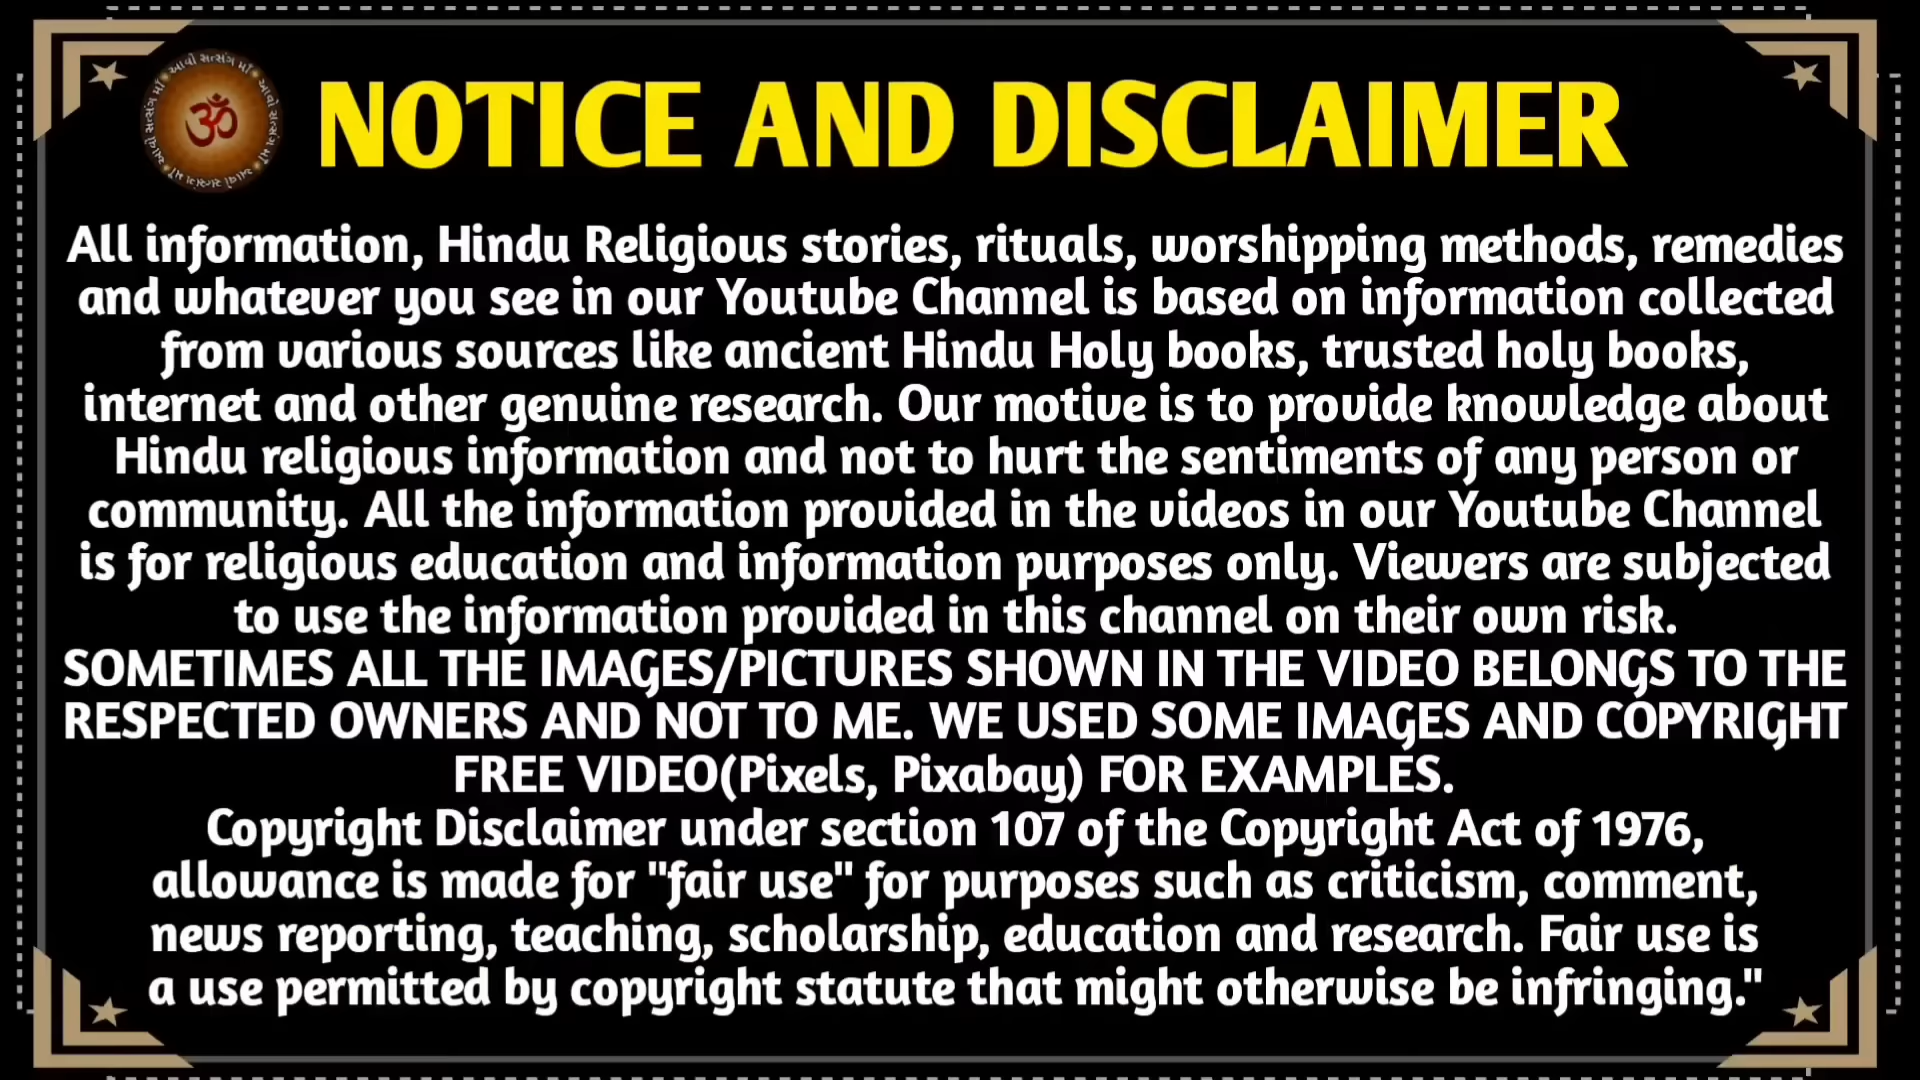 આવો સત્સંગ માઁ • આવો સત્સંગ માઁ • આવો સત્સંગ માઁ • આવો સત્સંગ માઁ
ॐ
NOTICE AND DISCLAIMER
All information, Hindu Religious stories, rituals, worshipping methods, remedies
and whatever you see in our Youtube Channel is based on information collected
from various sources like ancient Hindu Holy books, trusted holy books,
internet and other genuine research. Our motive is to provide knowledge about
Hindu religious information and not to hurt the sentiments of any person or
community. All the information provided in the videos in our Youtube Channel
is for religious education and information purposes only. Viewers are subjected
to use the information provided in this channel on their own risk.
SOMETIMES ALL THE IMAGES/PICTURES SHOWN IN THE VIDEO BELONGS TO THE
RESPECTED OWNERS AND NOT TO ME. WE USED SOME IMAGES AND COPYRIGHT
FREE VIDEO(Pixels, Pixabay) FOR EXAMPLES.
Copyright Disclaimer under section 107 of the Copyright Act of 1976,
allowance is made for "fair use" for purposes such as criticism, comment,
news reporting, teaching, scholarship, education and research. Fair use is
a use permitted by copyright statute that might otherwise be infringing."